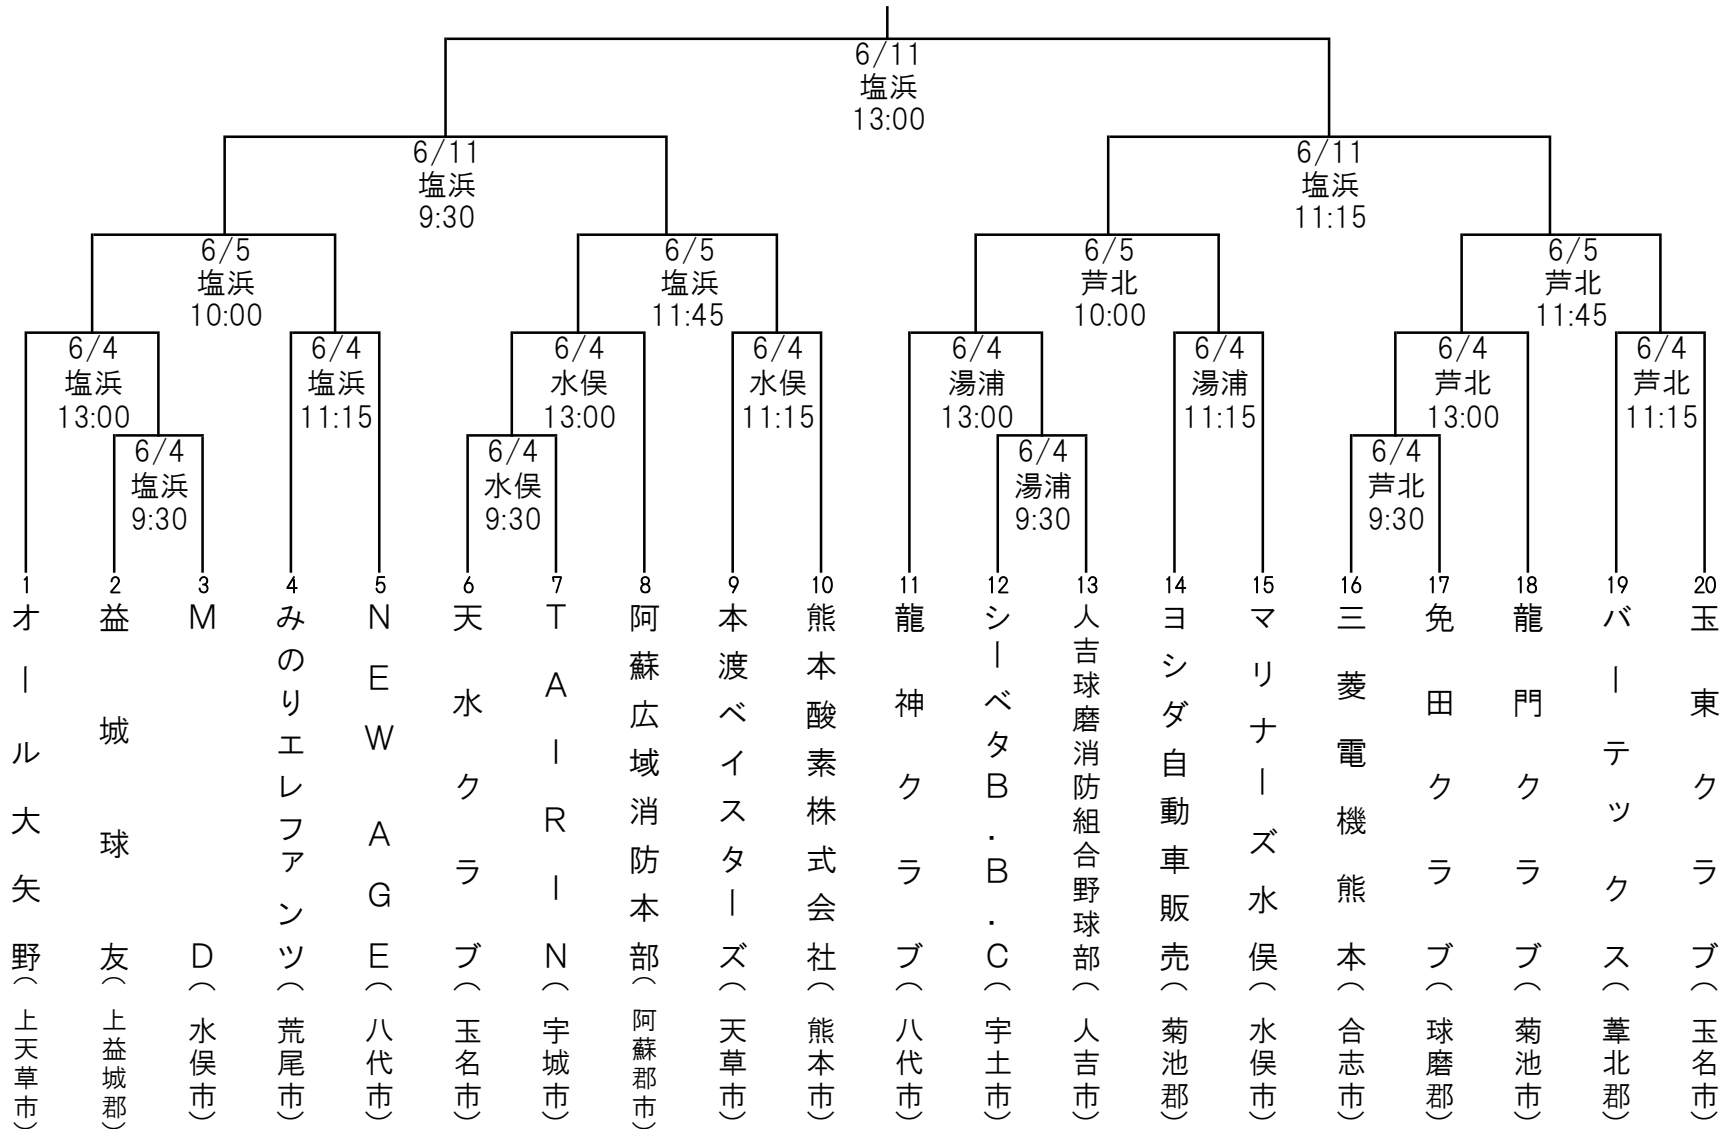 6/11
塩浜
13:00
6/11
塩浜
9:30
6/11
塩浜
11:15
6/5
塩浜
10:00
6/5
塩浜
11:45
6/5
芦北
10:00
6/5
芦北
11:45
6/4
塩浜
13:00
6/4
塩浜
11:15
6/4
水俣
13:00
6/4
水俣
11:15
6/4
湯浦
13:00
6/4
湯浦
11:15
6/4
芦北
13:00
6/4
芦北
11:15
6/4
塩浜
9:30
6/4
水俣
9:30
6/4
湯浦
9:30
6/4
芦北
9:30
1
オール大矢野(上天草市)
2
益城球友(上益城郡)
3
MD(水俣市)
4
みのりエレファンツ(荒尾市)
5
NEW AGE(八代市)
6
天水クラブ(玉名市)
7
TAIRIN(宇城市)
8
阿蘇広域消防本部(阿蘇郡市)
9
本渡ベイスターズ(天草市)
10
熊本酸素株式会社(熊本市)
11
龍神クラブ(八代市)
12
シーベタB.B.C(宇土市)
13
人吉球磨消防組合野球部(人吉市)
14
ヨシダ自動車販売(菊池郡)
15
マリナーズ水俣(水俣市)
16
三菱電機熊本(合志市)
17
免田クラブ(球磨郡)
18
龍門クラブ(菊池市)
19
バーテックス(葦北郡)
20
玉東クラブ(玉名市)